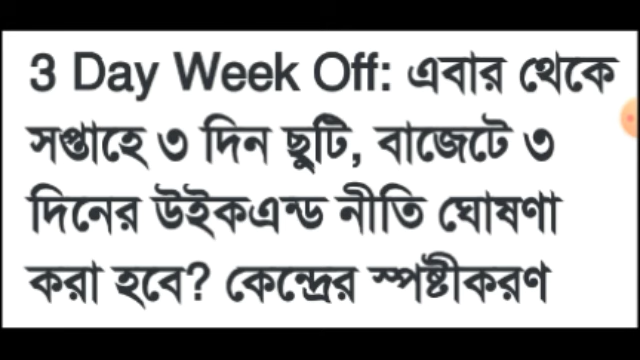 3 Day Week Off: এবার থেকে
সপ্তাহে ৩ দিন ছুটি, বাজেটে ৩
দিনের উইকএন্ড নীতি ঘোষণা
করা হবে? কেন্দ্রের স্পষ্টীকরণ